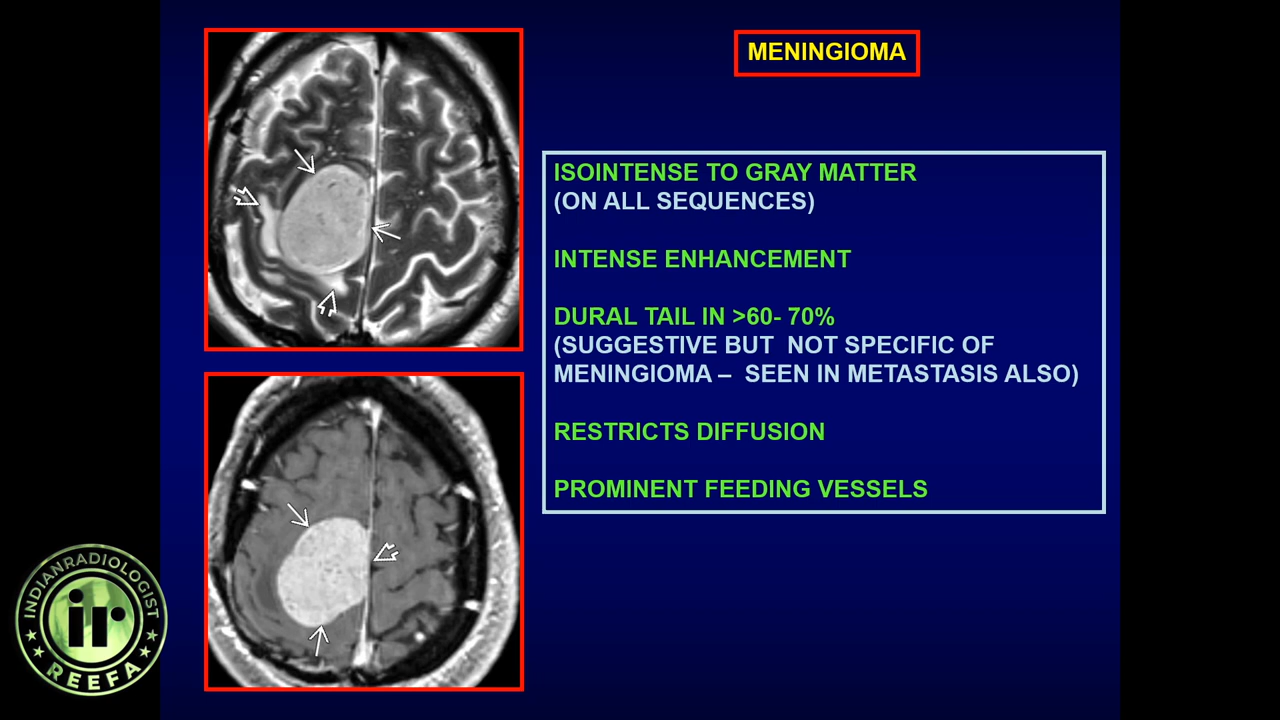 MENINGIOMA
ISOINTENSE TO GRAY MATTER
(ON ALL SEQUENCES)
INTENSE ENHANCEMENT
DURAL TAIL IN >60- 70%
(SUGGESTIVE BUT  NOT SPECIFIC OF
MENINGIOMA –  SEEN IN METASTASIS ALSO)
RESTRICTS DIFFUSION
PROMINENT FEEDING VESSELS
INDIANRADIOLOGIST
ir
REEFA